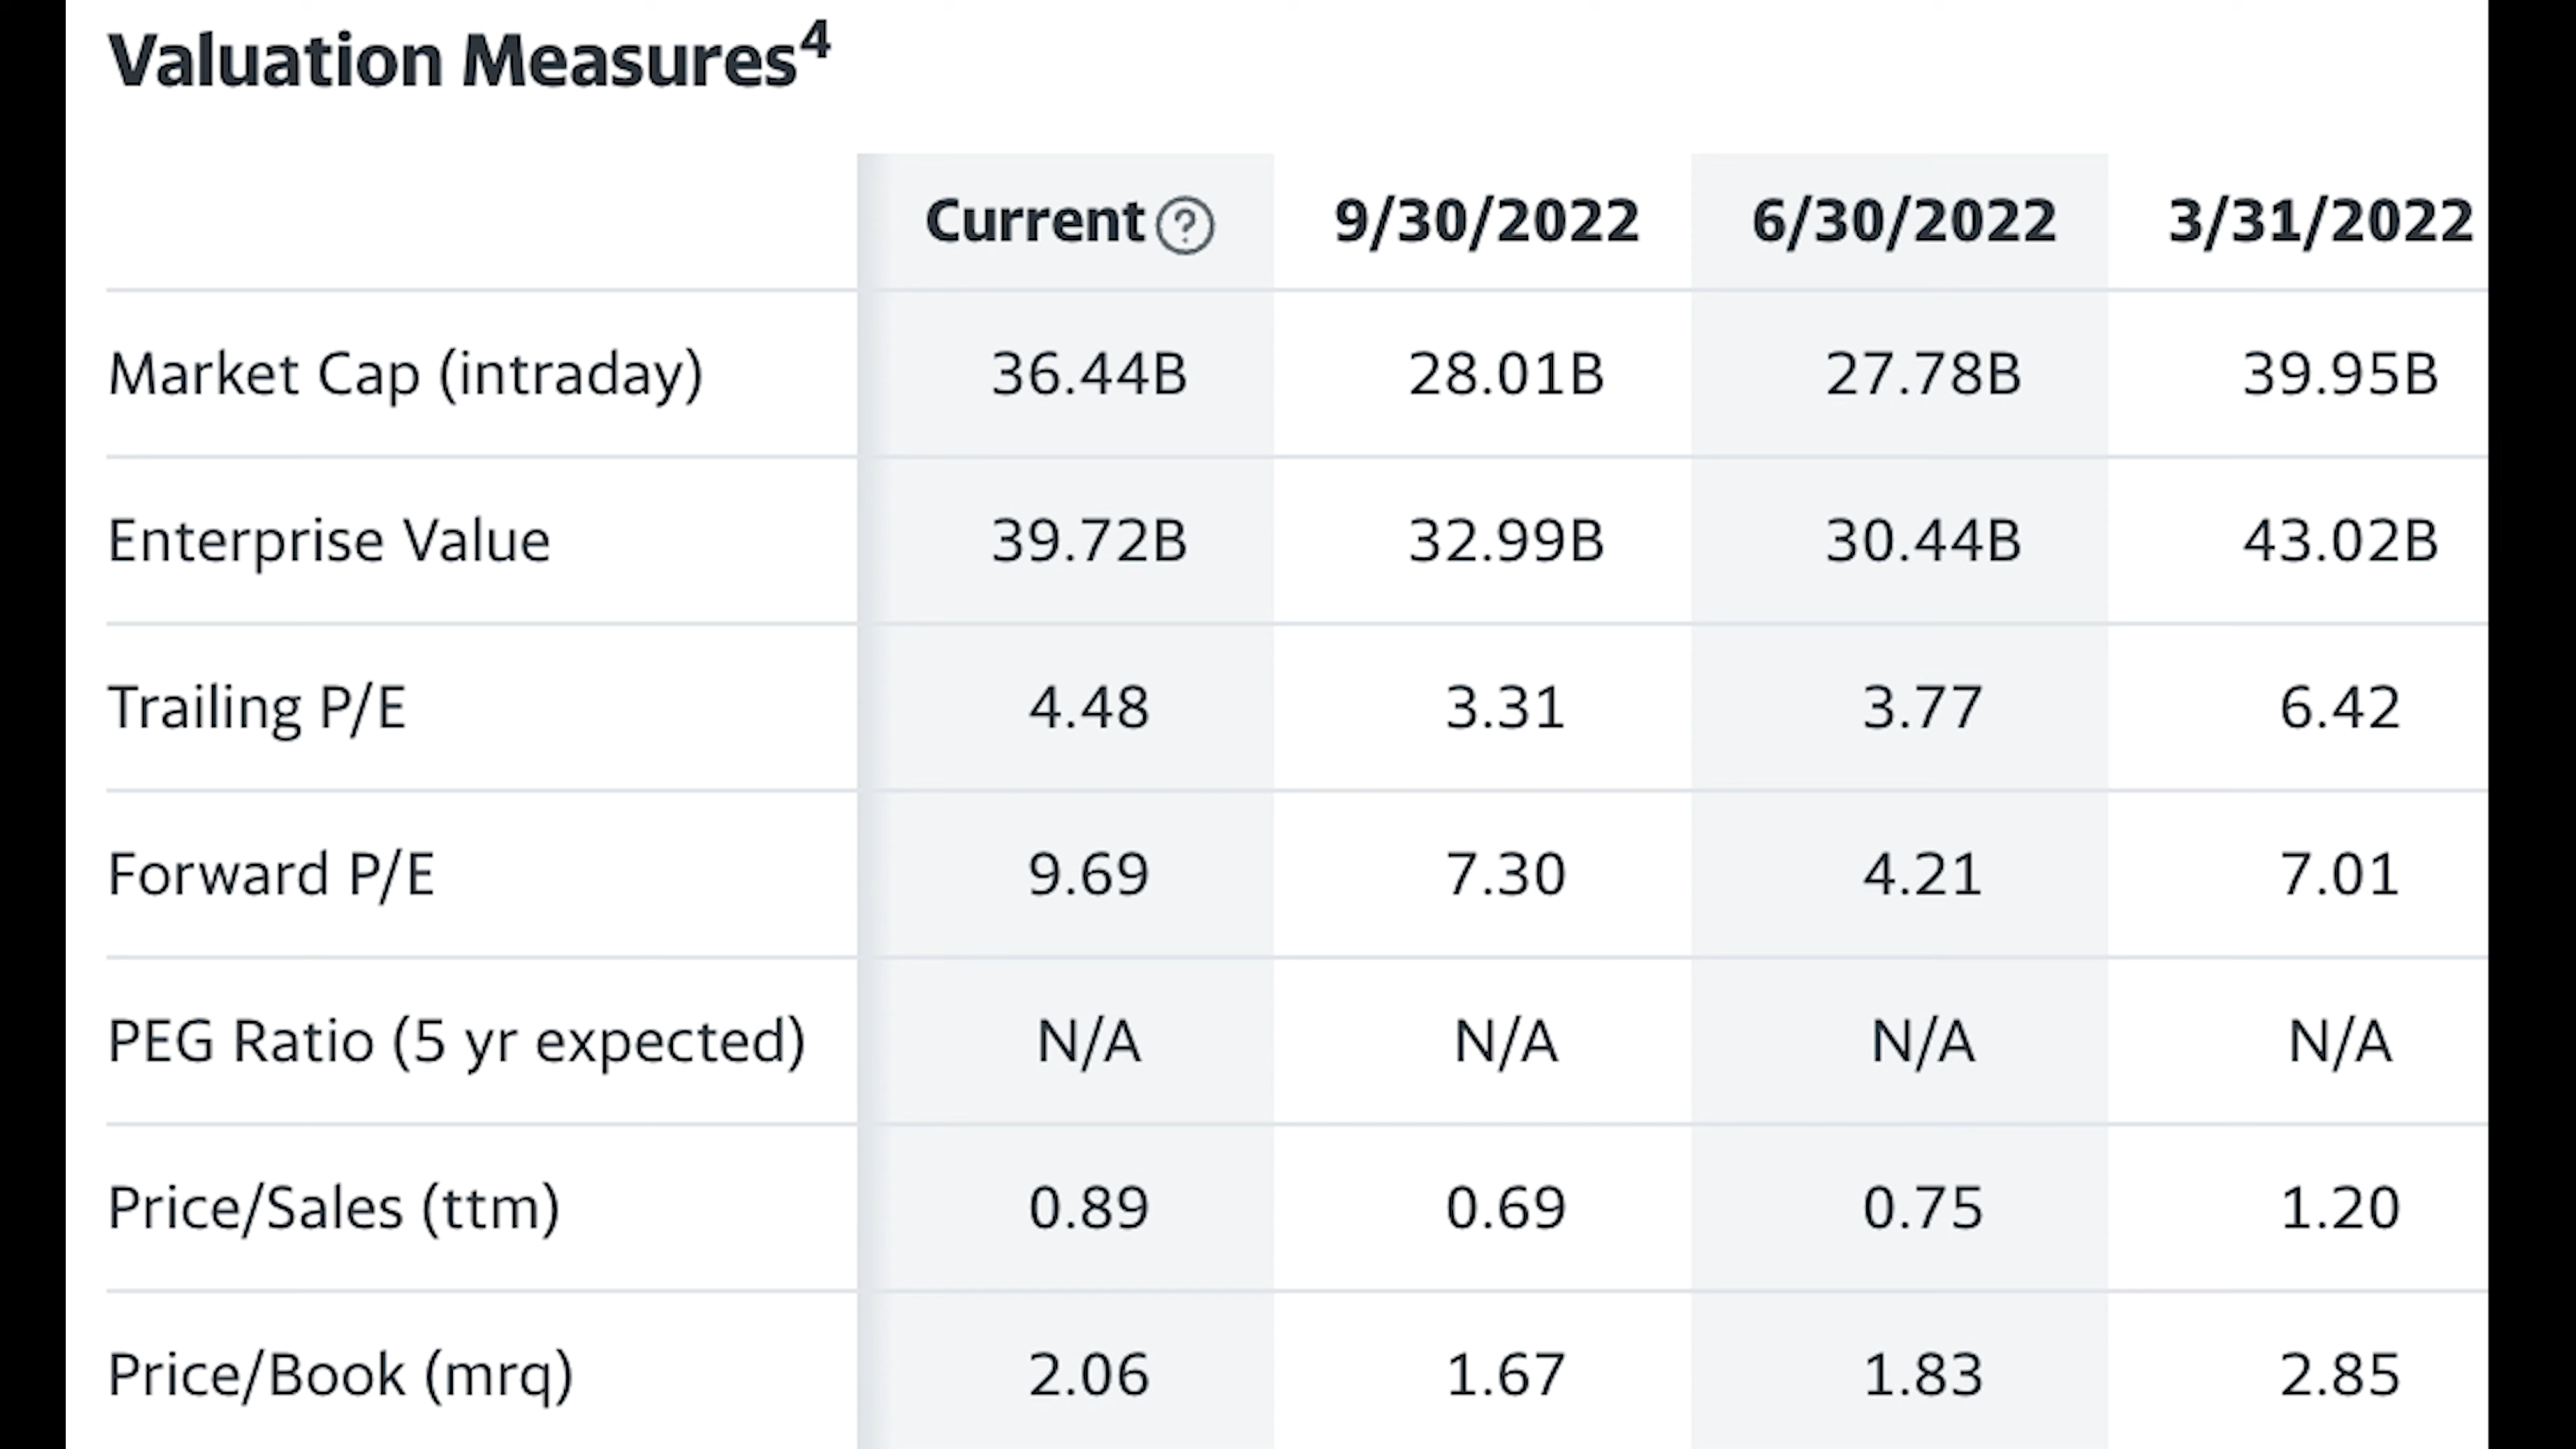 Valuation Measures⁴
Current ? 9/30/2022 6/30/2022 3/31/2022
Market Cap (intraday) 36.44B 28.01B 27.78B 39.95B
Enterprise Value 39.72B 32.99B 30.44B 43.02B
Trailing P/E 4.48 3.31 3.77 6.42
Forward P/E 9.69 7.30 4.21 7.01
PEG Ratio (5 yr expected) N/A N/A N/A N/A
Price/Sales (ttm) 0.89 0.69 0.75 1.20
Price/Book (mrq) 2.06 1.67 1.83 2.85